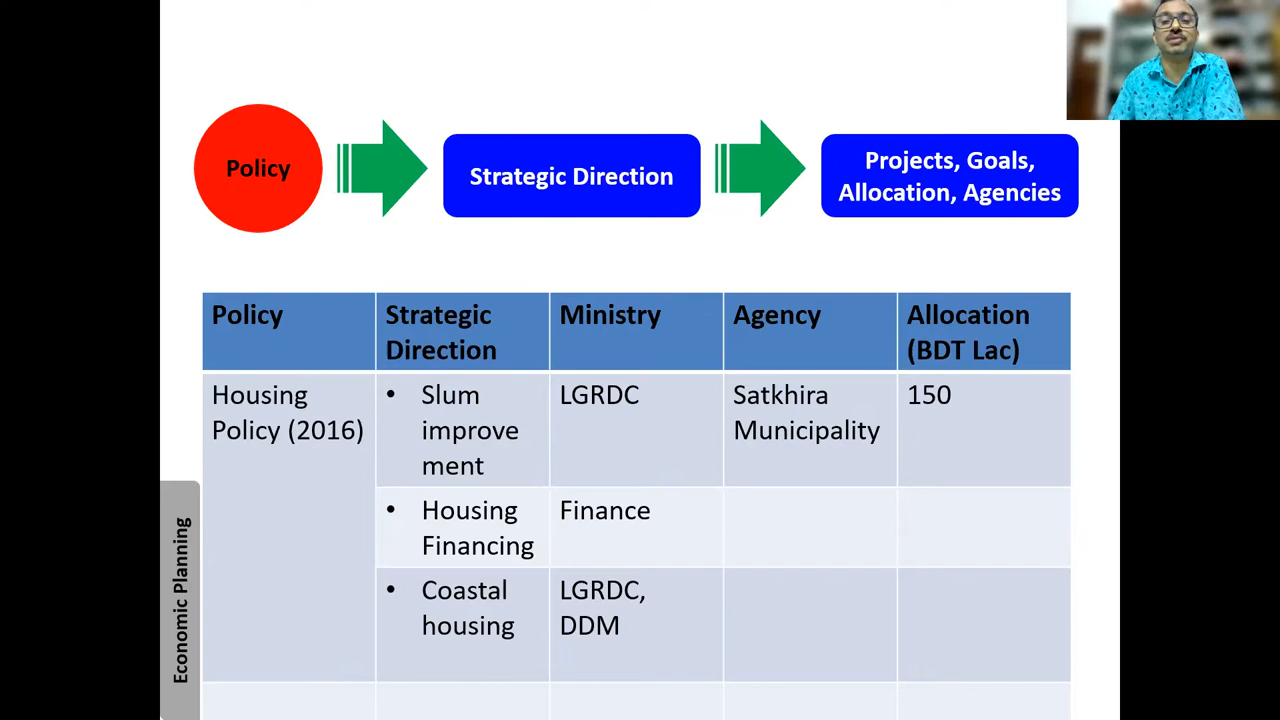 Policy
Strategic Direction
Projects, Goals,
Allocation, Agencies
Policy
Strategic
Direction
Ministry
Agency
Allocation
(BDT Lac)
Housing
Policy (2016)
• Slum
improve
ment
LGRDC
Satkhira
Municipality
150
• Housing
Financing
Finance
• Coastal
housing
LGRDC,
DDM
Economic Planning